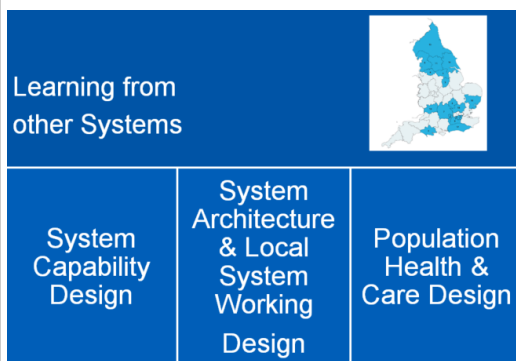 Learning from
other Systems
System
Capability
Design
System
Architecture
& Local
System
Working
Design
Population
Health &
Care Design